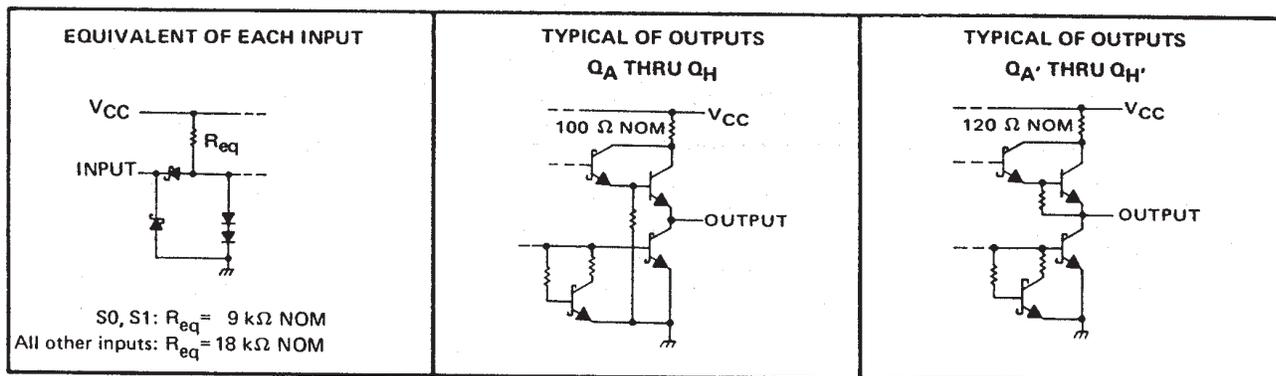 EQUIVALENT OF EACH INPUT
VCC
Req
INPUT
S0, S1: Req = 9 kΩ NOM
All other inputs: Req = 18 kΩ NOM
TYPICAL OF OUTPUTS
QA THRU QH
VCC
100 Ω NOM
OUTPUT
TYPICAL OF OUTPUTS
QA' THRU QH'
VCC
120 Ω NOM
OUTPUT